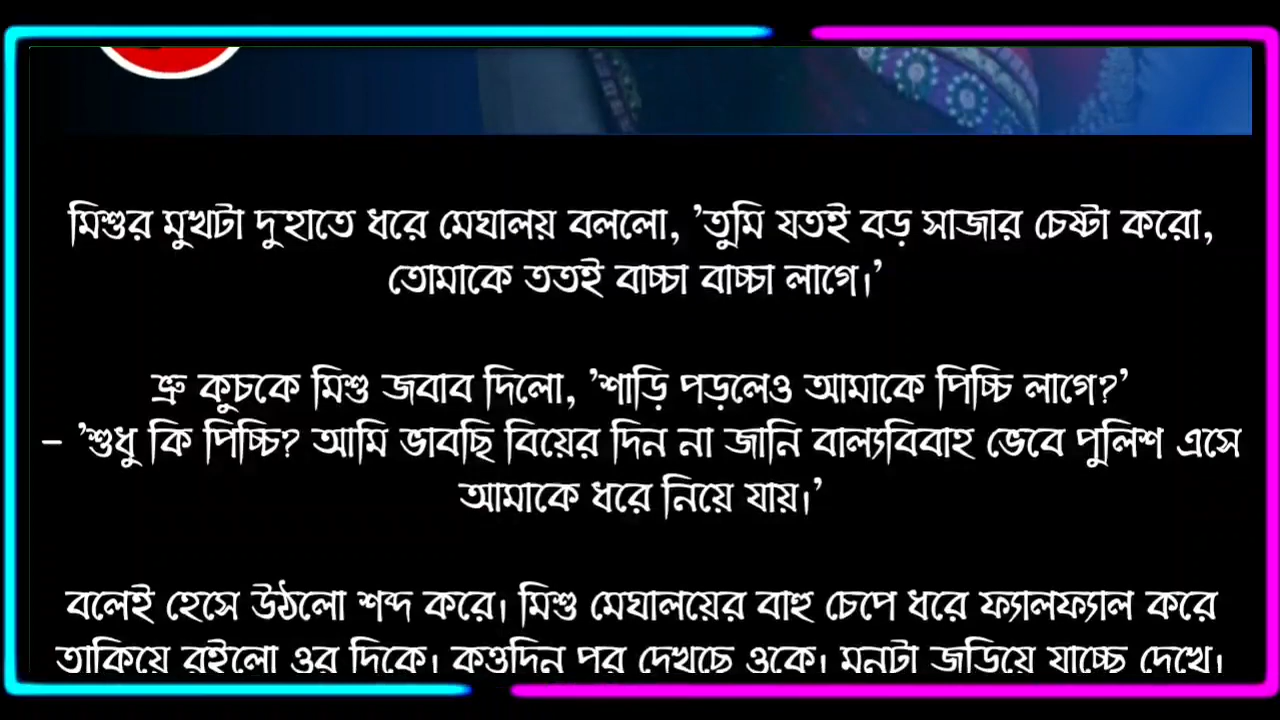 মিশুর মুখটা দুহাতে ধরে মেঘালয় বললো, 'তুমি যতই বড় সাজার চেষ্টা করো,
তোমাকে ততই বাচ্চা বাচ্চা লাগে।'
ভ্রু কুচকে মিশু জবাব দিলো, 'শাড়ি পড়লেও আমাকে পিচ্চি লাগে?'
- 'শুধু কি পিচ্চি? আমি ভাবছি বিয়ের দিন না জানি বাল্যবিবাহ ভেবে পুলিশ এসে
আমাকে ধরে নিয়ে যায়।'
বলেই হেসে উঠলো শব্দ করে। মিশু মেঘালয়ের বাহু চেপে ধরে ফ্যালফ্যাল করে
তাকিয়ে রইলো ওর দিকে। কতদিন পর দেখছে ওকে। মনটা জড়িয়ে যাচ্ছে দেখে।